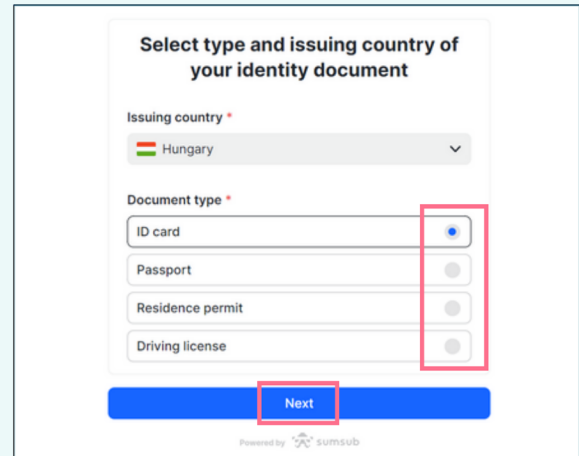 Select type and issuing country of
your identity document
Issuing country *
Hungary
Document type *
ID card
Passport
Residence permit
Driving license
Next
Powered by sumsub